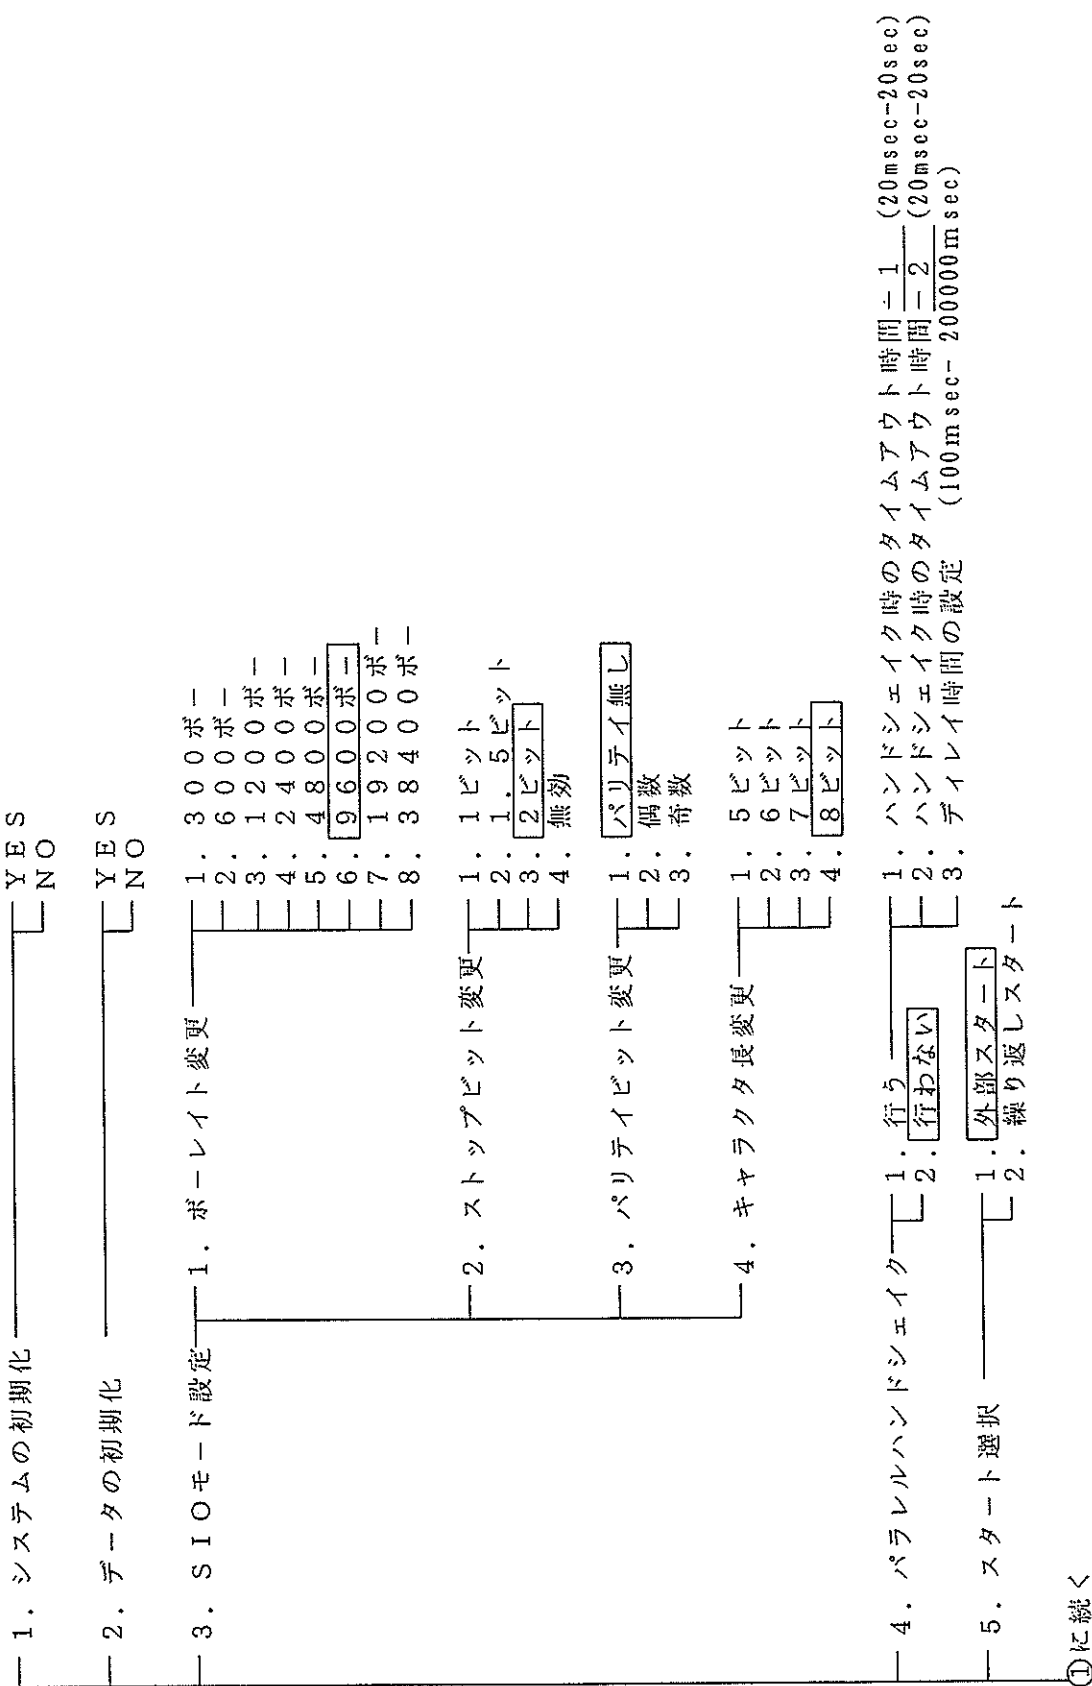 1. システムの初期化 YES
NO
2. データの初期化 YES
NO
3. SIOモード設定 1. ボーレイト変更 1. 300ボー
2. 600ボー
3. 1200ボー
4. 2400ボー
5. 4800ボー
6. 9600ボー
7. 19200ボー
8. 38400ボー
2. ストップビット変更 1. 1ビット
2. 1.5ビット
3. 2ビット
4. 無効
3. パリティビット変更 1. パリティ無し
2. 偶数
3. 奇数
4. キャラクタ長変更 1. 5ビット
2. 6ビット
3. 7ビット
4. 8ビット
4. パラレルハンドシェイク 1. 行う 1. ハンドシェイク時のタイムアウト時間－1 (20msec-20sec)
2. 行わない 2. ハンドシェイク時のタイムアウト時間－2 (20msec-20sec)
3. ディレイ時間の設定 (100msec- 200000msec)
5. スタート選択 1. 外部スタート
2. 繰り返しスタート
①に続く